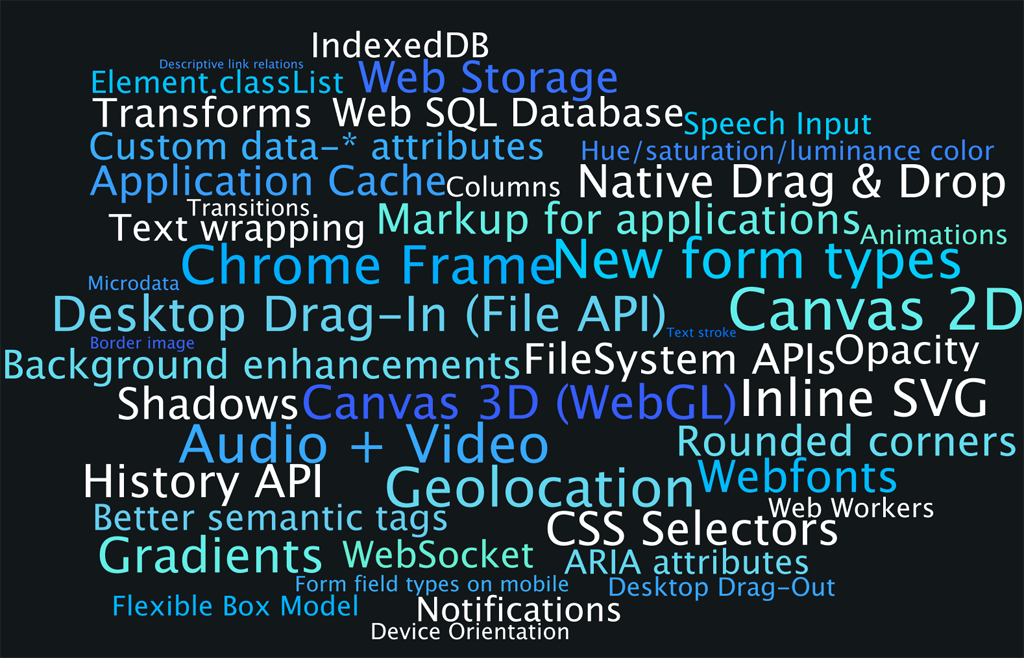 IndexedDB
Descriptive link relations
Element.classList
Web Storage
Transforms
Web SQL Database
Speech Input
Custom data-* attributes
Hue/saturation/luminance color
Application Cache
Columns
Native Drag & Drop
Transitions
Text wrapping
Markup for applications
Animations
Chrome Frame
New form types
Microdata
Desktop Drag-In (File API)
Canvas 2D
Text stroke
Border image
Background enhancements
FileSystem APIs
Opacity
Shadows
Canvas 3D (WebGL)
Inline SVG
Audio + Video
Rounded corners
History API
Geolocation
Webfonts
Web Workers
Better semantic tags
CSS Selectors
Gradients
WebSocket
ARIA attributes
Form field types on mobile
Desktop Drag-Out
Flexible Box Model
Notifications
Device Orientation